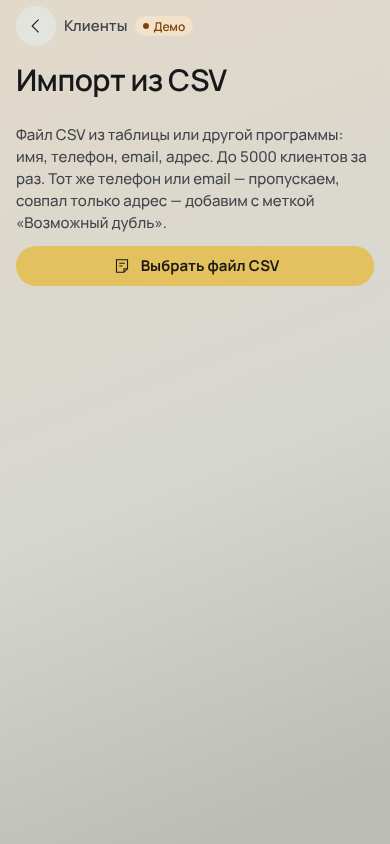 Клиенты
Демо
Импорт из CSV
Файл CSV из таблицы или другой программы:
имя, телефон, email, адрес. До 5000 клиентов за
раз. Тот же телефон или email — пропускаем,
совпал только адрес — добавим с меткой
«Возможный дубль».
Выбрать файл CSV